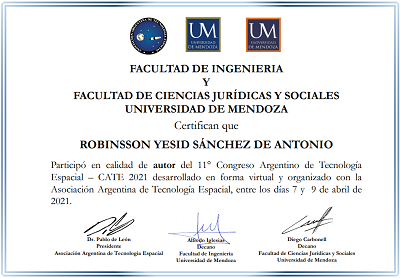 UM
UNIVERSIDAD
DE MENDOZA
UM
UNIVERSIDAD
DE MENDOZA
FACULTAD DE INGENIERIA
Y
FACULTAD DE CIENCIAS JURÍDICAS Y SOCIALES
UNIVERSIDAD DE MENDOZA
Certifican que
ROBINSSON YESID SÁNCHEZ DE ANTONIO
Participó en calidad de autor del 11° Congreso Argentino de Tecnología
Espacial – CATE 2021 desarrollado en forma virtual y organizado con la
Asociación Argentina de Tecnología Espacial, entre los días 7 y 9 de abril de
2021.
Dr. Pablo de León
Presidente
Asociación Argentina de Tecnología Espacial
Alfredo Iglesias
Decano
Facultad de Ingeniería
Universidad de Mendoza
Diego Carbonell
Decano
Facultad de Ciencias Jurídicas y Sociales
Universidad de Mendoza